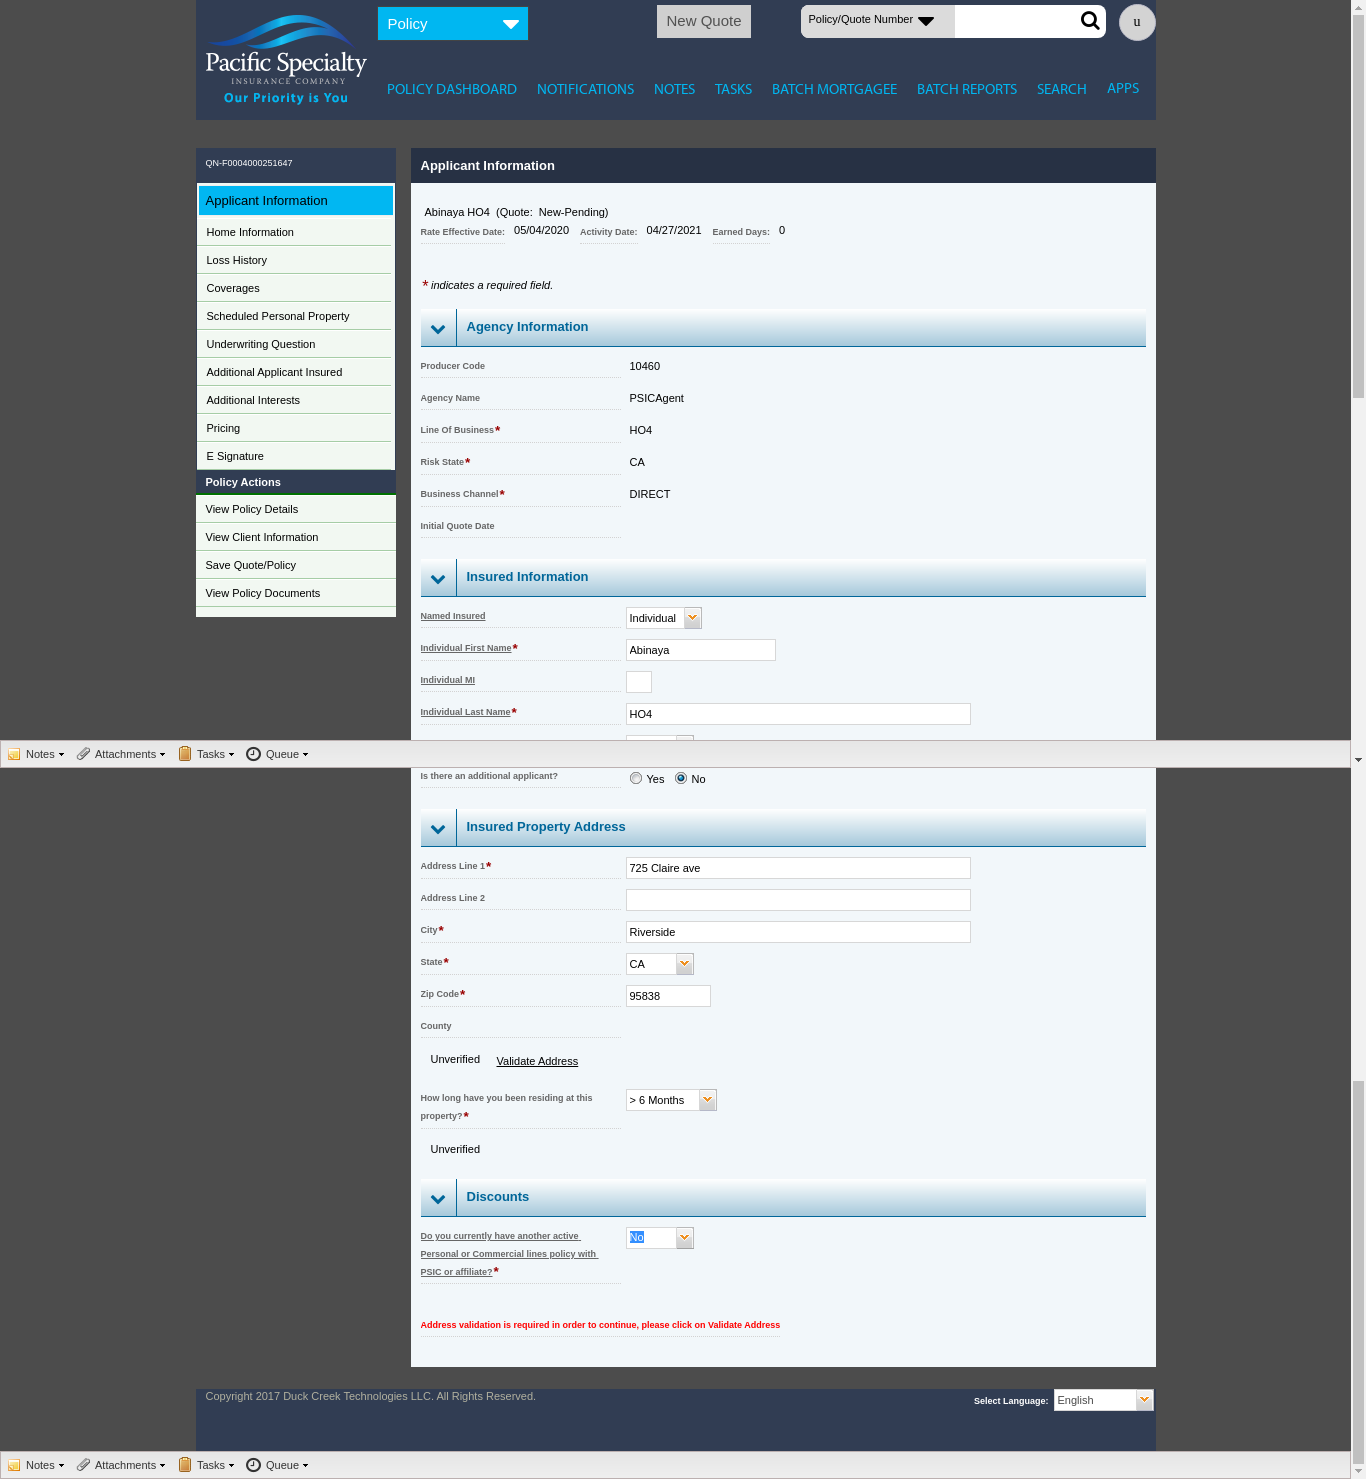 Policy
New Quote
Policy/Quote Number
u
Pacific Specialty
INSURANCE COMPANY
Our Priority is You
POLICY DASHBOARD NOTIFICATIONS NOTES TASKS BATCH MORTGAGEE BATCH REPORTS SEARCH APPS
QN-F0004000251647
Applicant Information
Home Information
Loss History
Coverages
Scheduled Personal Property
Underwriting Question
Additional Applicant Insured
Additional Interests
Pricing
E Signature
Policy Actions
View Policy Details
View Client Information
Save Quote/Policy
View Policy Documents
Applicant Information
Abinaya HO4 (Quote: New-Pending)
Rate Effective Date: 05/04/2020 Activity Date: 04/27/2021 Earned Days: 0
* indicates a required field.
Agency Information
Producer Code 10460
Agency Name PSICAgent
Line Of Business* HO4
Risk State* CA
Business Channel* DIRECT
Initial Quote Date
Insured Information
Named Insured Individual
Individual First Name* Abinaya
Individual MI
Individual Last Name* HO4
Notes Attachments Tasks Queue
Is there an additional applicant? Yes No
Insured Property Address
Address Line 1* 725 Claire ave
Address Line 2
City* Riverside
State* CA
Zip Code* 95838
County
Unverified Validate Address
How long have you been residing at this > 6 Months
property?*
Unverified
Discounts
Do you currently have another active No
Personal or Commercial lines policy with
PSIC or affiliate?*
Address validation is required in order to continue, please click on Validate Address
Copyright 2017 Duck Creek Technologies LLC. All Rights Reserved.
Select Language: English
Notes Attachments Tasks Queue